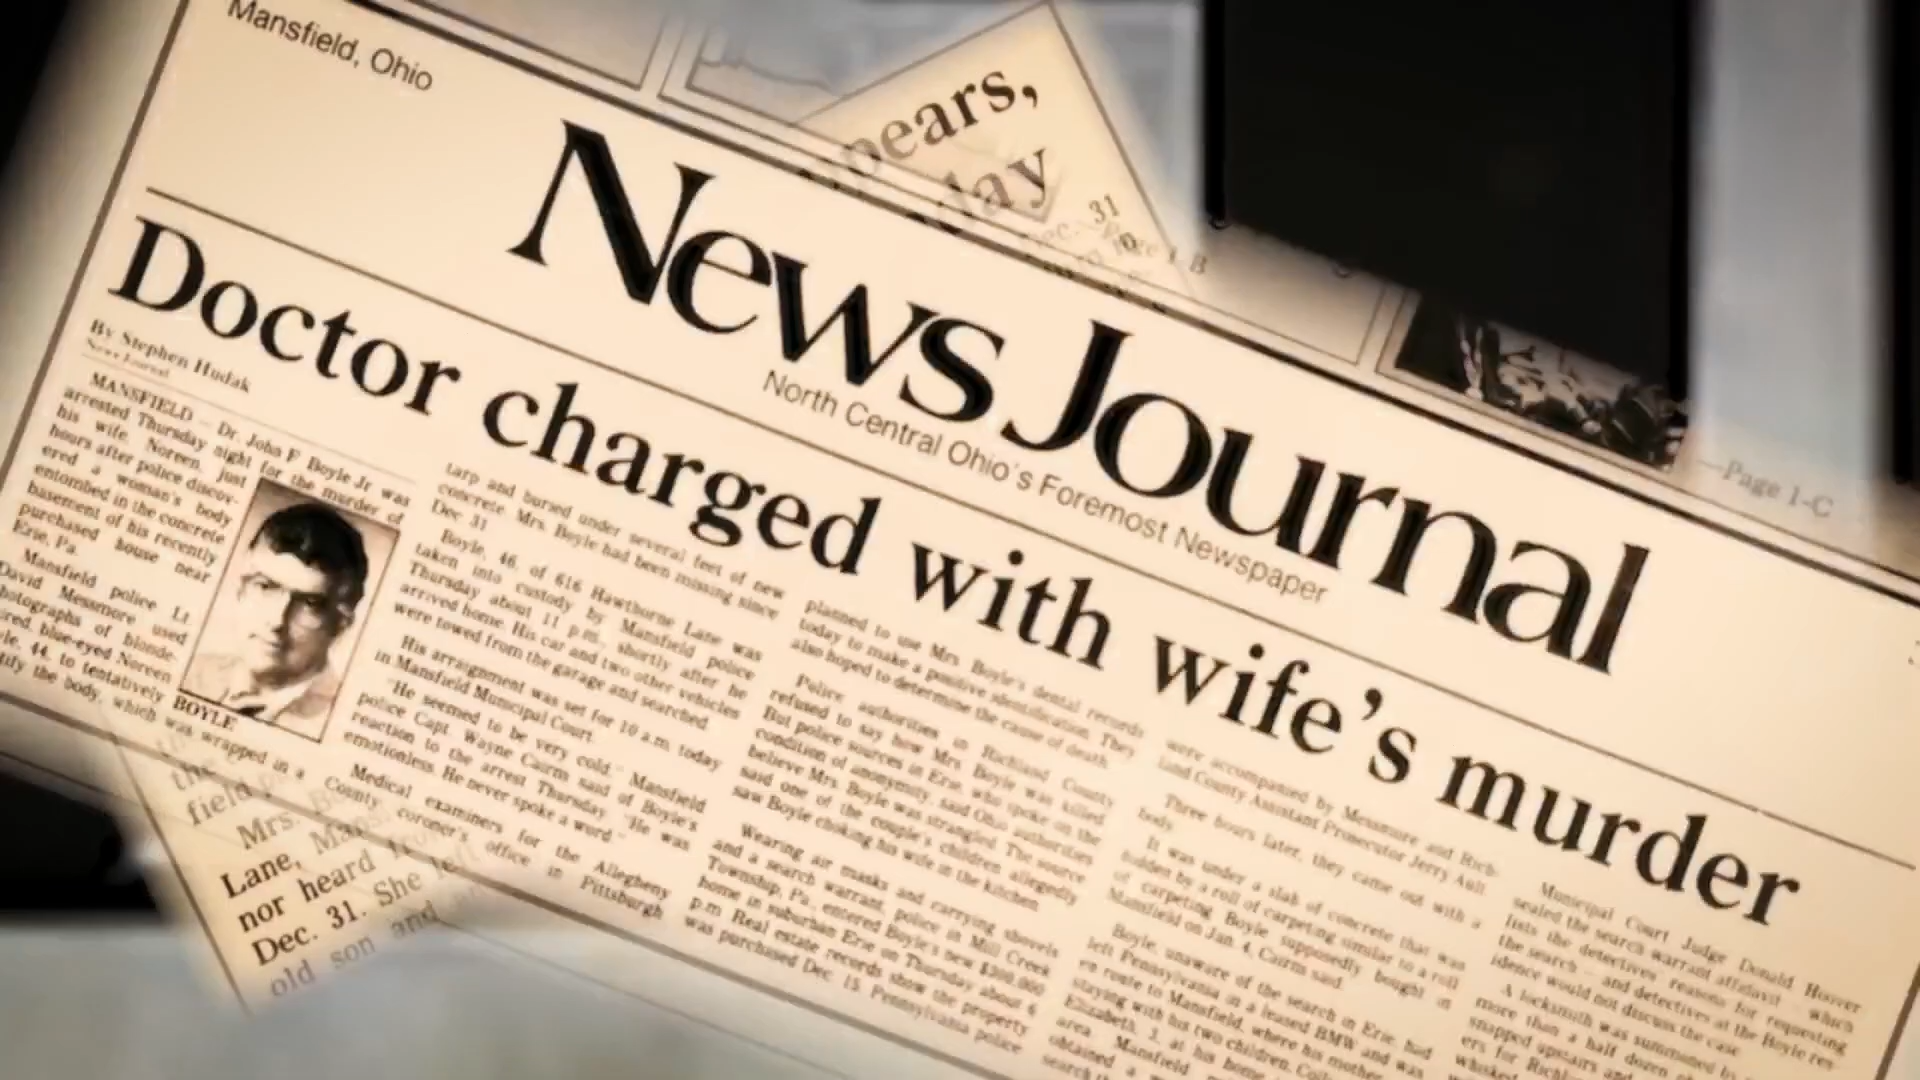 Mansfield, Ohio
pears,
day
31
Page 1-B
News Journal
North Central Ohio's Foremost Newspaper
Page 1-C
Doctor charged with wife's murder
By Stephen Hudak
News Journal
MANSFIELD — Dr. John F Boyle Jr. was
arrested Thursday night for the murder of
his wife, Noreen, just
hours after police discov-
ered a woman's body
entombed in the concrete
basement of his recently
purchased house near
Erie, Pa.
Mansfield police Lt
David Messmore used
hotographs of blonde-
red, blue-eyed Noreen
le, 44, to tentatively
tify the body, which was wrapped in a
BOYLE
tarp and buried under several feet of new
concrete. Mrs. Boyle had been missing since
Dec 31
Boyle, 46, of 616 Hawthorne Lane was
taken into custody by Mansfield police
Thursday about 11 p.m., shortly after he
arrived home. His car and two other vehicles
were towed from the garage and searched.
His arraignment was set for 10 a.m. today
in Mansfield Municipal Court.
"He seemed to be very cold," Mansfield
police Capt. Wayne Cairns said of Boyle's
reaction to the arrest Thursday. "He was
emotionless. He never spoke a word"
Medical examiners for the Allegheny
County coroner's office in Pittsburgh
planned to use Mrs. Boyle's dental records
today to make a positive identification. They
also hoped to determine the cause of death.
Police authorities in Richland County
refused to say how Mrs. Boyle was killed
But police sources in Erie, who spoke on the
condition of anonymity, said Ohio authorities
believe Mrs. Boyle was strangled. The source
said one of the couple's children allegedly
saw Boyle choking his wife in the kitchen.
Wearing air masks and carrying shovels
and a search warrant, police in Mill Creek
Township, Pa., entered Boyle's new $300,000
home in suburban Erie on Thursday about 6
p.m. Real estate records show the property
was purchased Dec. 15. Pennsylvania police
were accompanied by Messmore and Rich-
land County Assistant Prosecutor Jerry Ault
Three hours later, they came out with a
body
It was under a slab of concrete that was
hidden by a roll of carpeting similar to a roll
of carpeting Boyle supposedly bought in
Mansfield on Jan. 4, Cairns said.
Boyle, unaware of the search in Erie, had
left Pennsylvania in a leased BMW and was
en route to Mansfield, where his mother was
staying with his two children,
Elizabeth, 3, at his home
area. Mansfield
obtained a
search
Municipal Court Judge Donald Hoover
sealed the search warrant affidavit — which
lists the detectives' reasons for requesting
the search — and detectives at the Boyle res-
idence would not discuss the case
A locksmith was summoned
more than a half dozen
snapped upstairs and
ers for Richl
whisked
the
field
Mrs.
Lane, Mans
nor heard
Dec. 31. She left
old son and